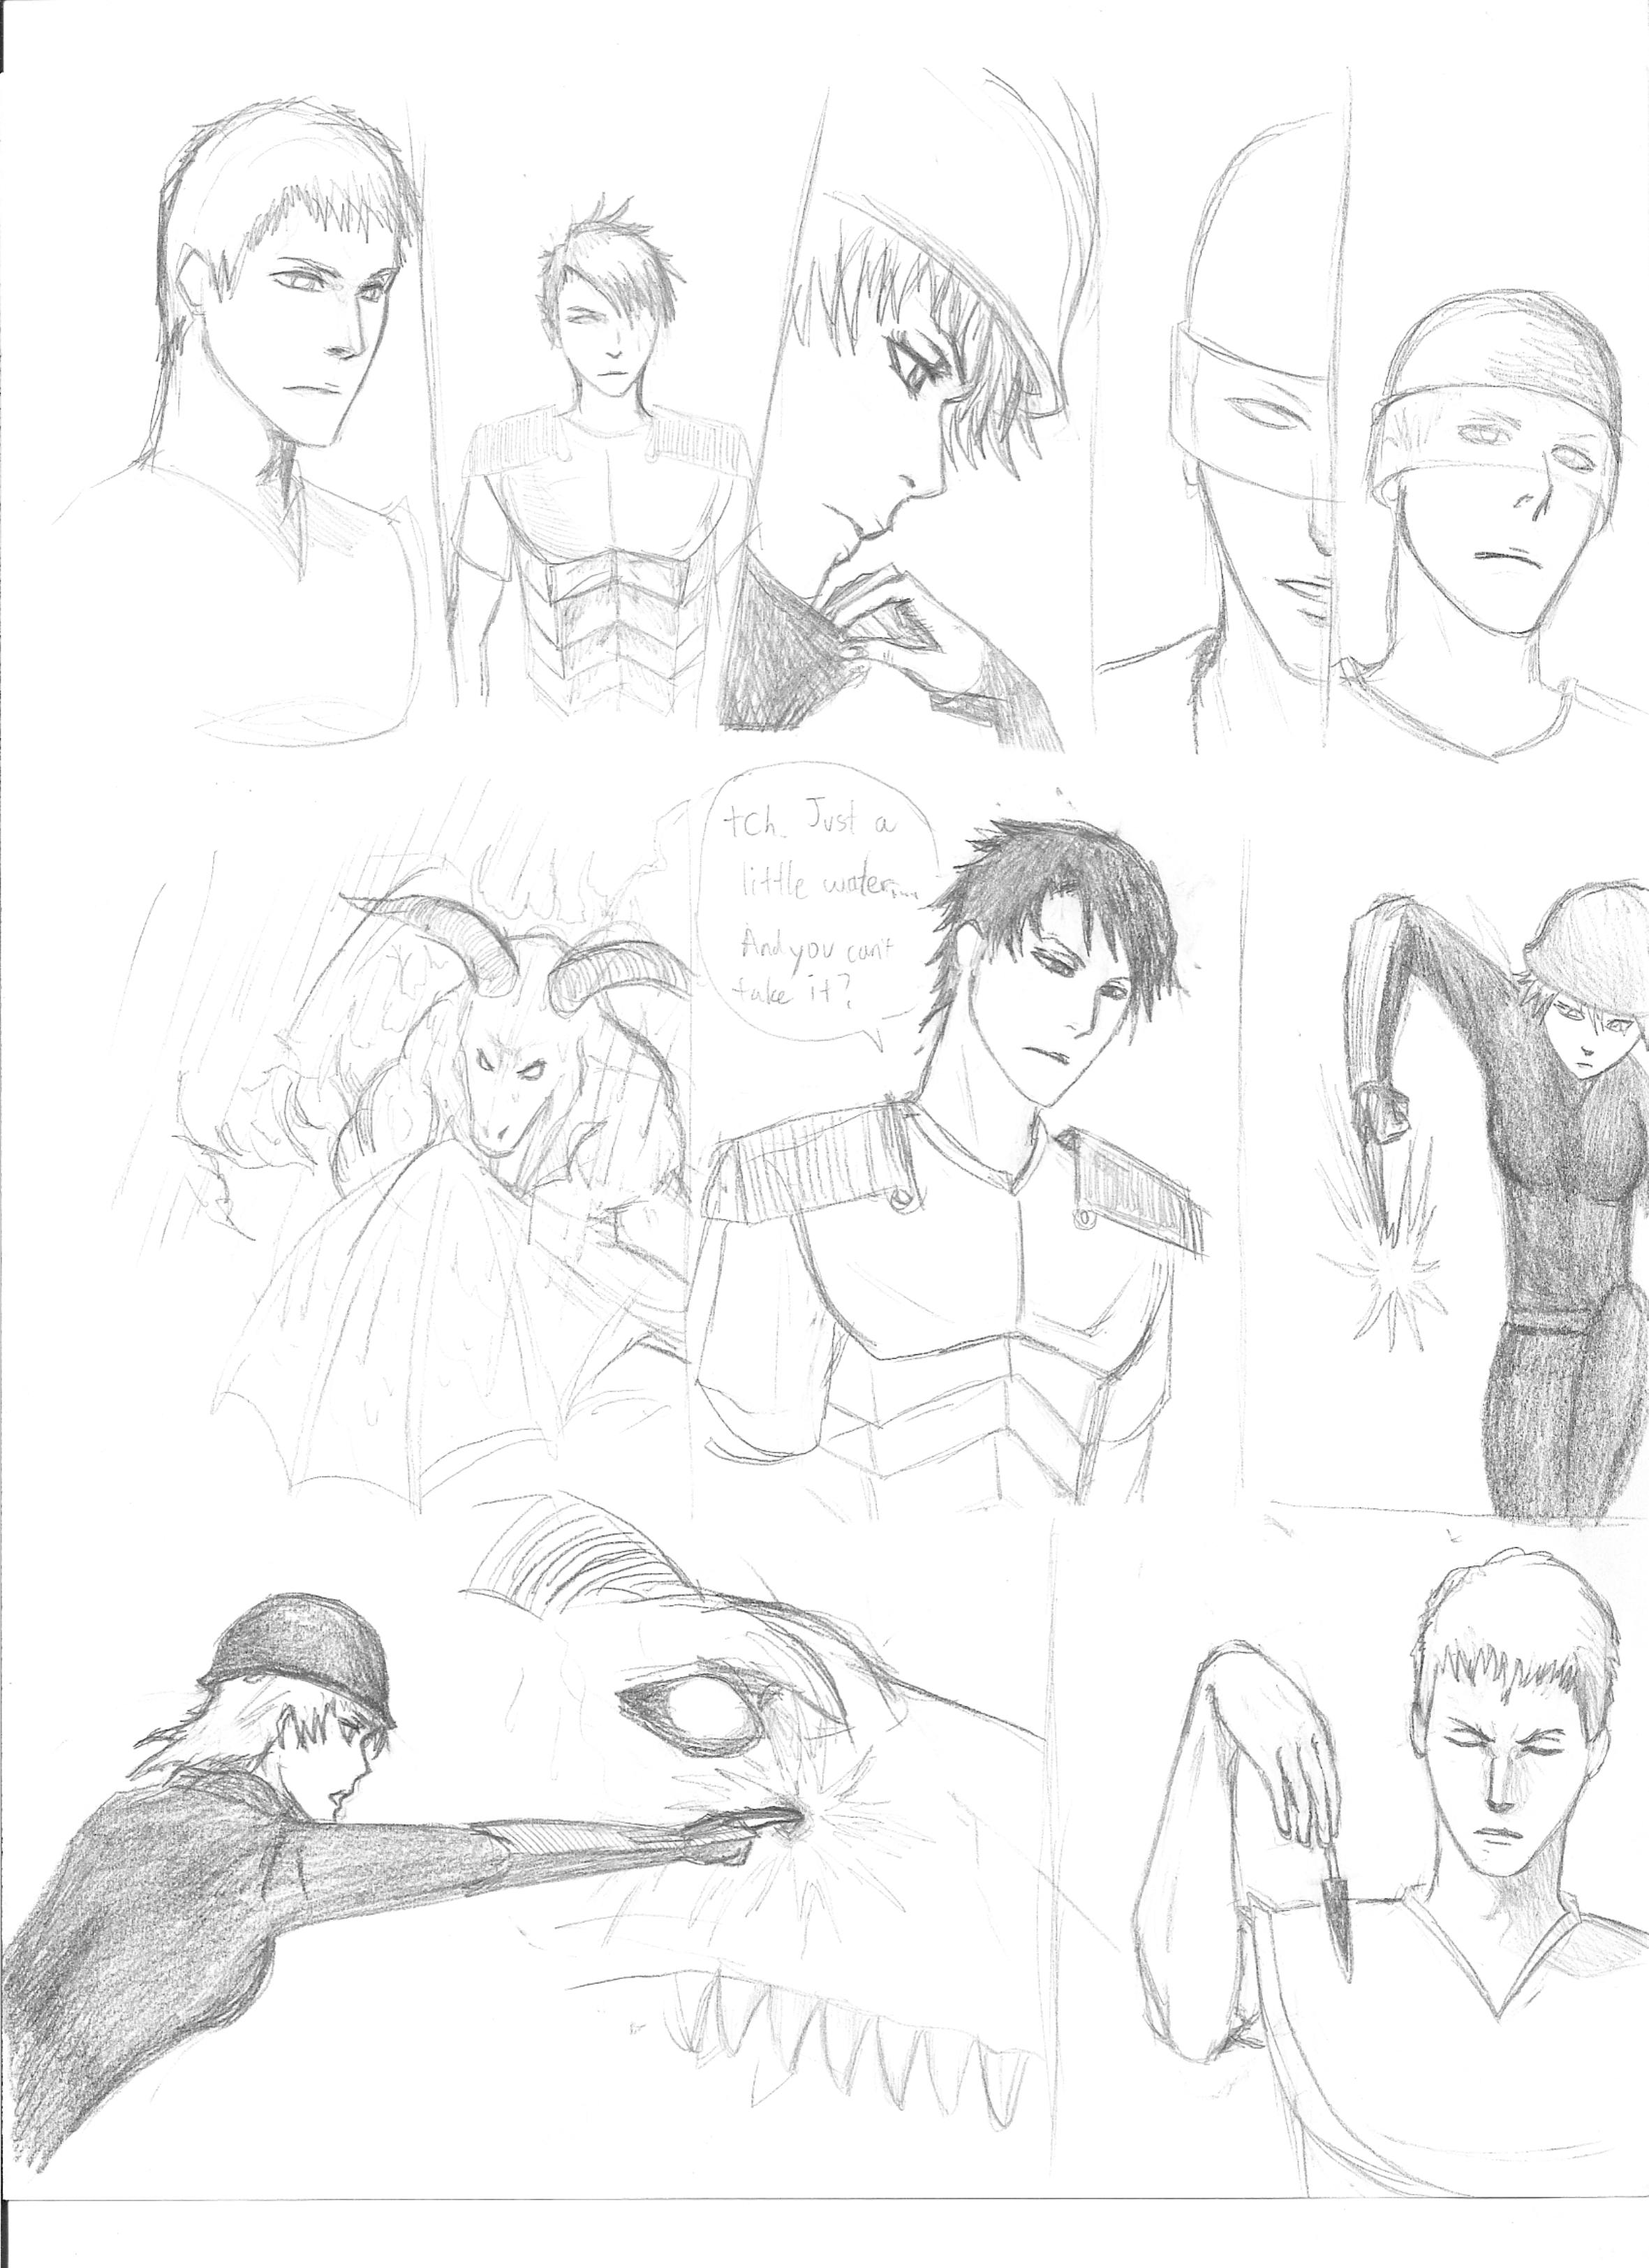 tch. Just a
little water....
And you can't
take it?